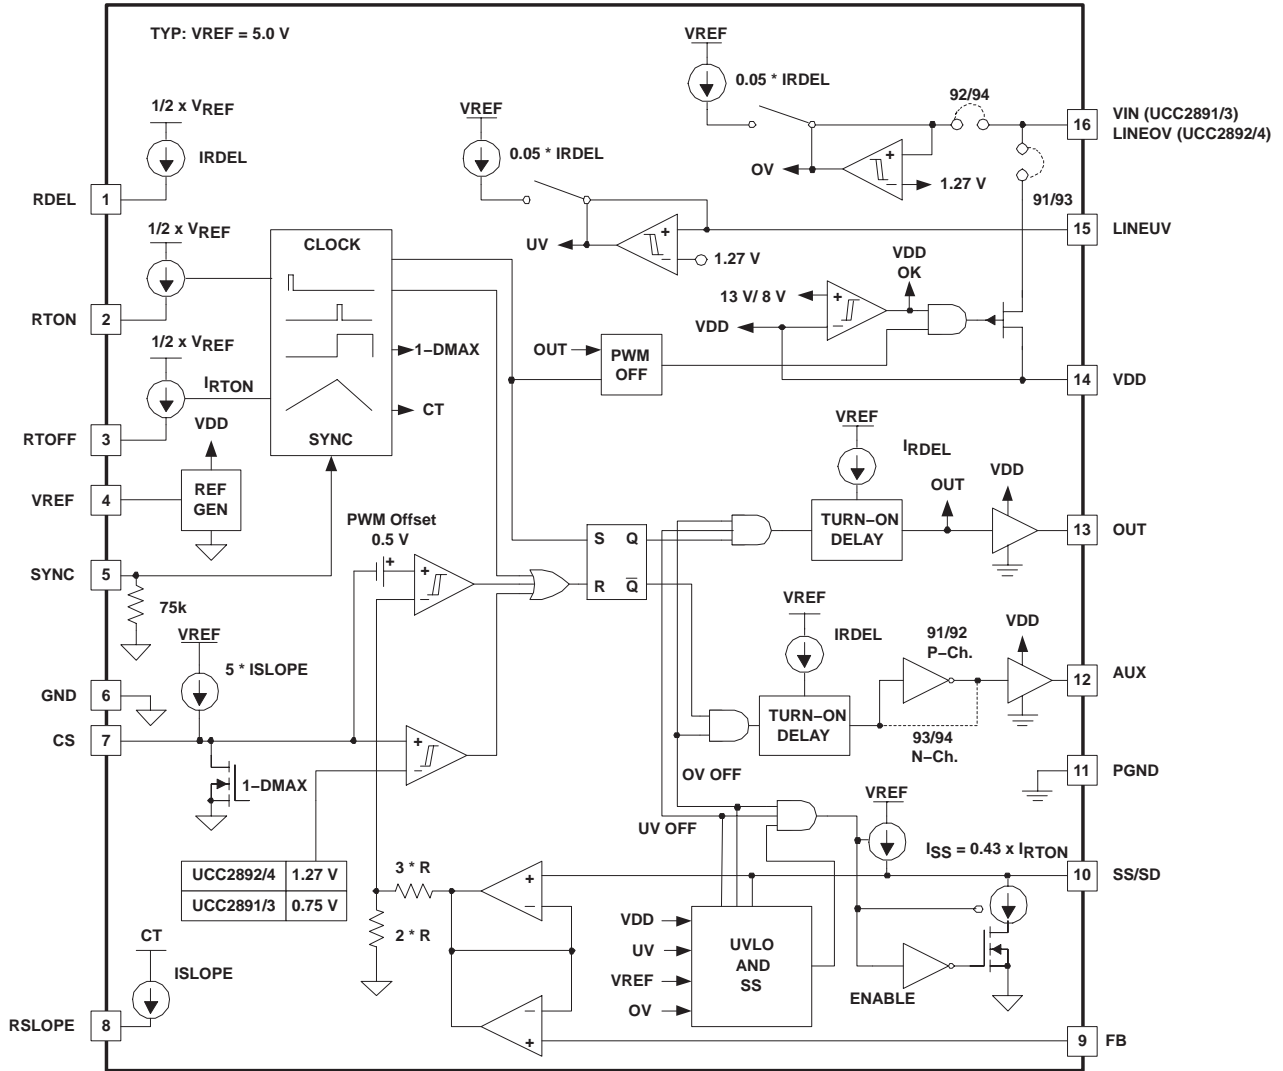 TYP: VREF = 5.0 V
VREF
0.05 * IRDEL
92/94
16
VIN (UCC2891/3)
LINEOV (UCC2892/4)
1/2 x VREF
IRDEL
VREF
0.05 * IRDEL
OV
+
−
1.27 V
91/93
RDEL
1
15
LINEUV
1/2 x VREF
CLOCK
UV
+
−
1.27 V
VDD
OK
13 V/ 8 V
+
−
VDD
RTON
2
1/2 x VREF
OUT
PWM
OFF
1−DMAX
14
VDD
IRTON
CT
VREF
RTOFF
3
VDD
SYNC
IRDEL
VDD
VREF
4
REF
GEN
OUT
PWM Offset
0.5 V
+
S
Q
TURN−ON
DELAY
13
OUT
SYNC
5
+
−
R
Q
75k
VREF
VREF
IRDEL
91/92
P−Ch.
VDD
5 * ISLOPE
GND
6
12
AUX
CS
7
+
−
TURN−ON
DELAY
93/94
N−Ch.
1−DMAX
OV OFF
11
PGND
VREF
UV OFF
ISS = 0.43 x IRTON
UCC2892/4
1.27 V
UCC2891/3
0.75 V
3 * R
+
−
10
SS/SD
2 * R
VDD
UV
VREF
OV
UVLO
AND
SS
CT
ISLOPE
ENABLE
RSLOPE
8
−
+
9
FB